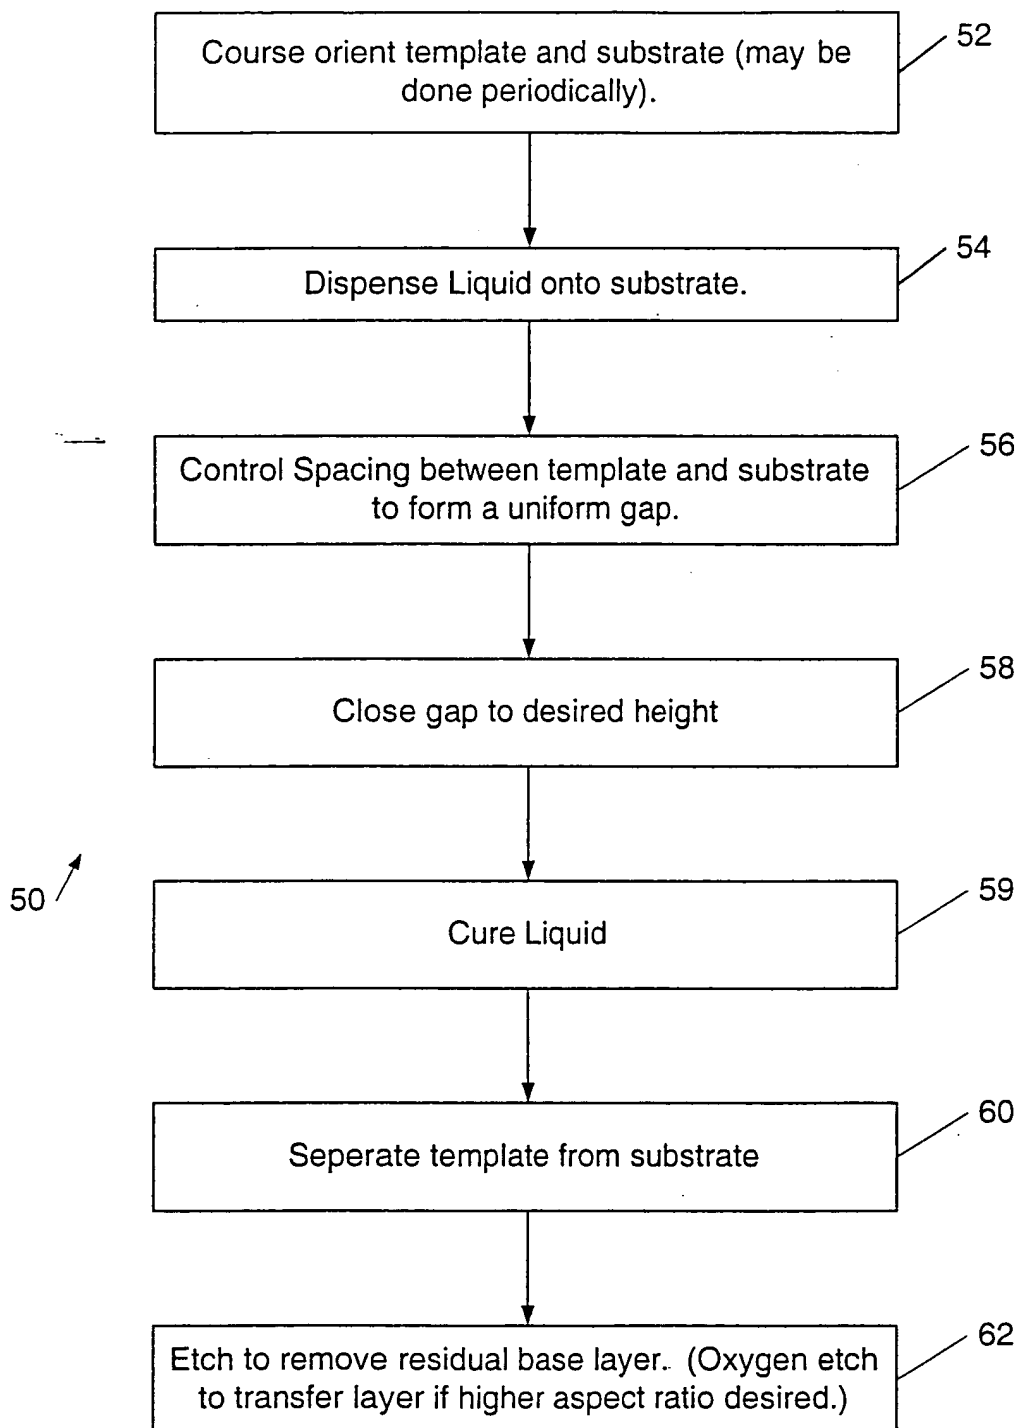 Course orient template and substrate (may be
done periodically).
52
Dispense Liquid onto substrate.
54
Control Spacing between template and substrate
to form a uniform gap.
56
Close gap to desired height
58
50
Cure Liquid
59
Seperate template from substrate
60
Etch to remove residual base layer. (Oxygen etch
to transfer layer if higher aspect ratio desired.)
62